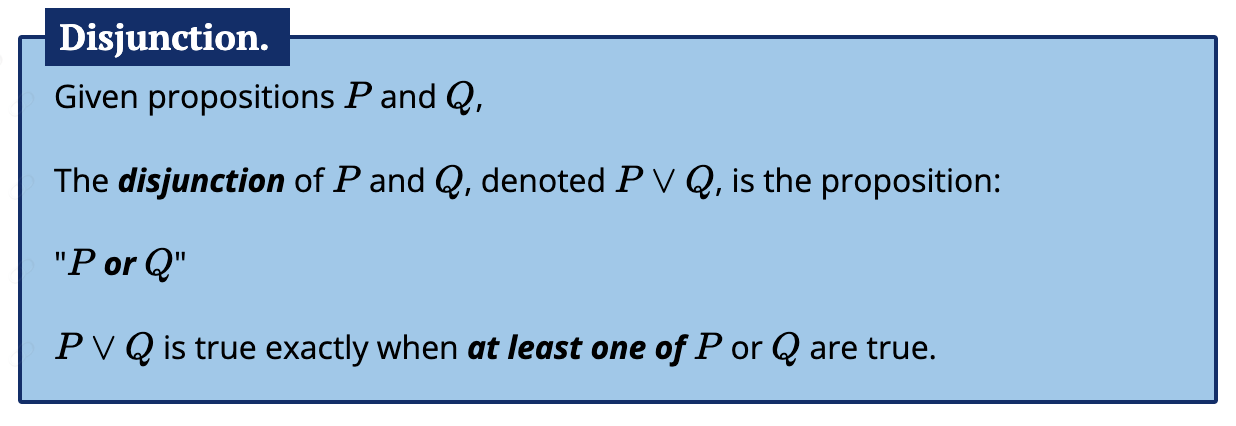 Disjunction.
Given propositions P and Q,
The disjunction of P and Q, denoted P ∨ Q, is the proposition:
"P or Q"
P ∨ Q is true exactly when at least one of P or Q are true.